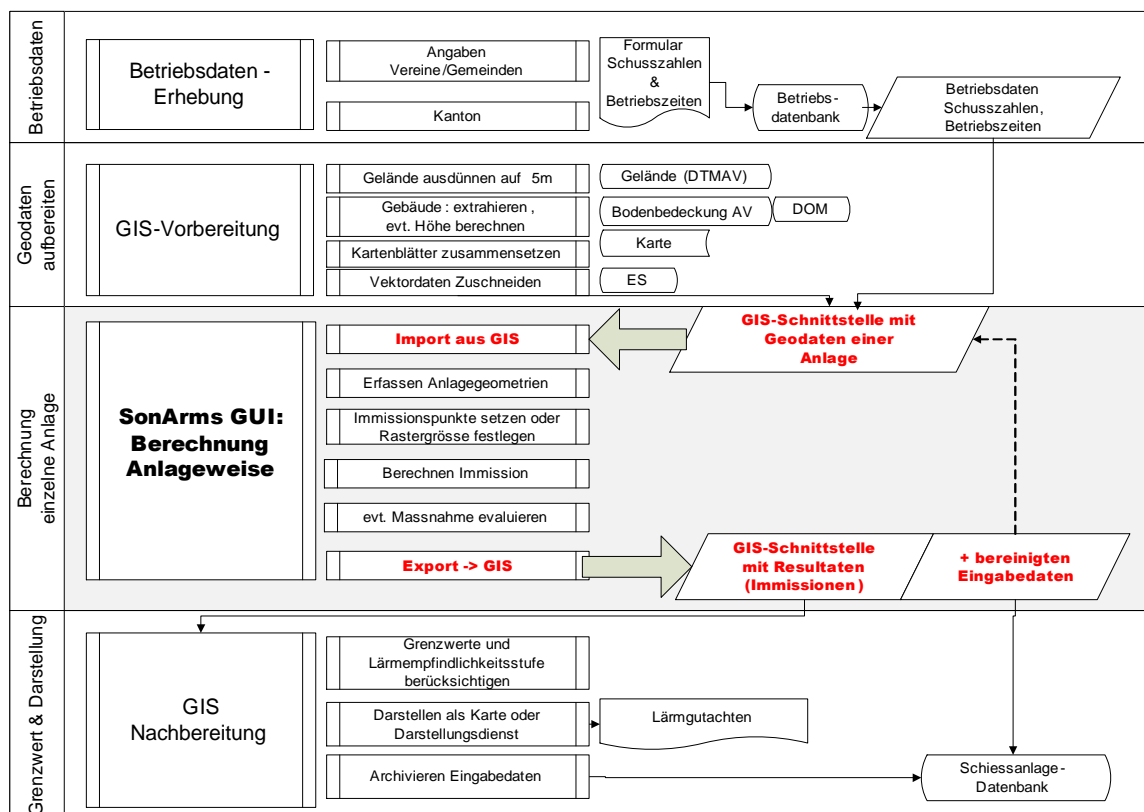 Betriebsdaten
Betriebsdaten -
Erhebung
Angaben
Vereine/Gemeinden
Kanton
Formular
Schusszahlen
&
Betriebszeiten
Betriebs-
datenbank
Betriebsdaten
Schusszahlen,
Betriebszeiten
Geodaten
aufbereiten
GIS-Vorbereitung
Gelände ausdünnen auf 5m
Gelände (DTMAV)
Gebäude : extrahieren ,
evt. Höhe berechnen
Bodenbedeckung AV
DOM
Kartenblätter zusammensetzen
Karte
Vektordaten Zuschneiden
ES
Berechnung
einzelne Anlage
SonArms GUI:
Berechnung
Anlageweise
Import aus GIS
GIS-Schnittstelle mit
Geodaten einer
Anlage
Erfassen Anlagegeometrien
Immissionspunkte setzen oder
Rastergrösse festlegen
Berechnen Immission
evt. Massnahme evaluieren
Export -> GIS
GIS-Schnittstelle
mit Resultaten
(Immissionen )
+ bereinigten
Eingabedaten
Grenzwert & Darstellung
GIS
Nachbereitung
Grenzwerte und
Lärmempfindlichkeitsstufe
berücksichtigen
Darstellen als Karte oder
Darstellungsdienst
Lärmgutachten
Archivieren Eingabedaten
Schiessanlage-
Datenbank